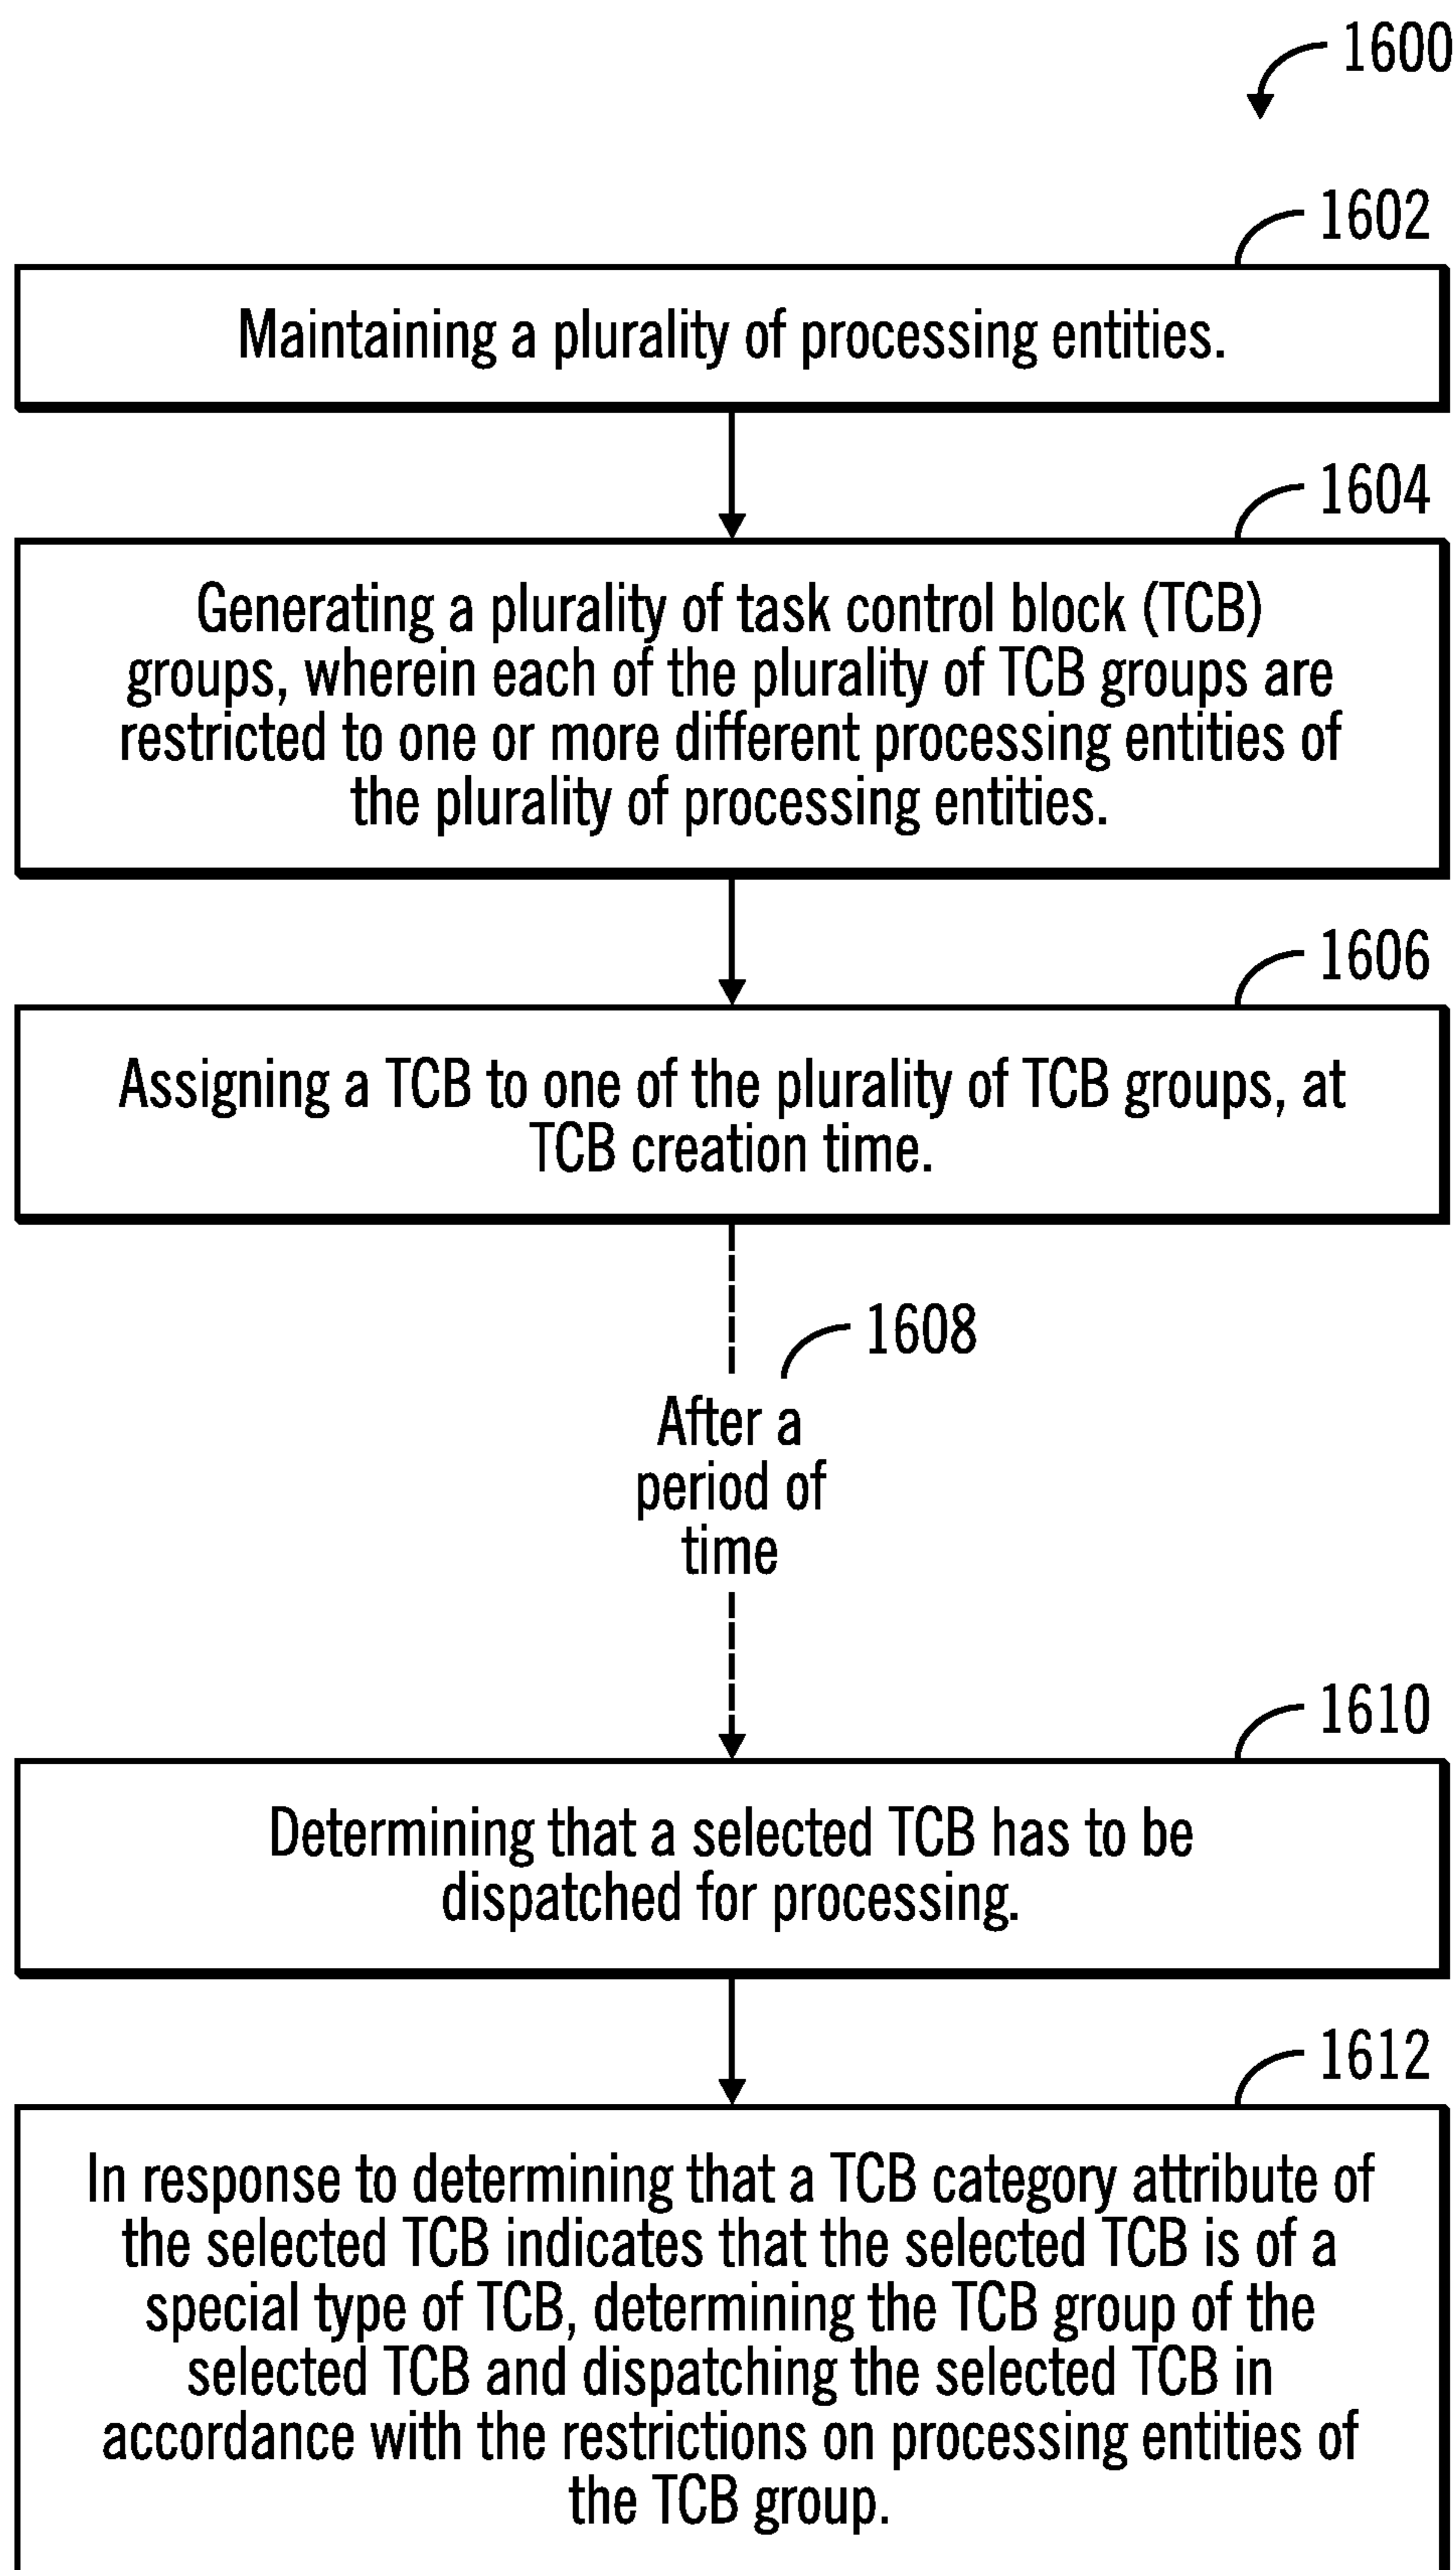 1600
1602
Maintaining a plurality of processing entities.
1604
Generating a plurality of task control block (TCB)
groups, wherein each of the plurality of TCB groups are
restricted to one or more different processing entities of
the plurality of processing entities.
1606
Assigning a TCB to one of the plurality of TCB groups, at
TCB creation time.
1608
After a
period of
time
1610
Determining that a selected TCB has to be
dispatched for processing.
1612
In response to determining that a TCB category attribute of
the selected TCB indicates that the selected TCB is of a
special type of TCB, determining the TCB group of the
selected TCB and dispatching the selected TCB in
accordance with the restrictions on processing entities of
the TCB group.